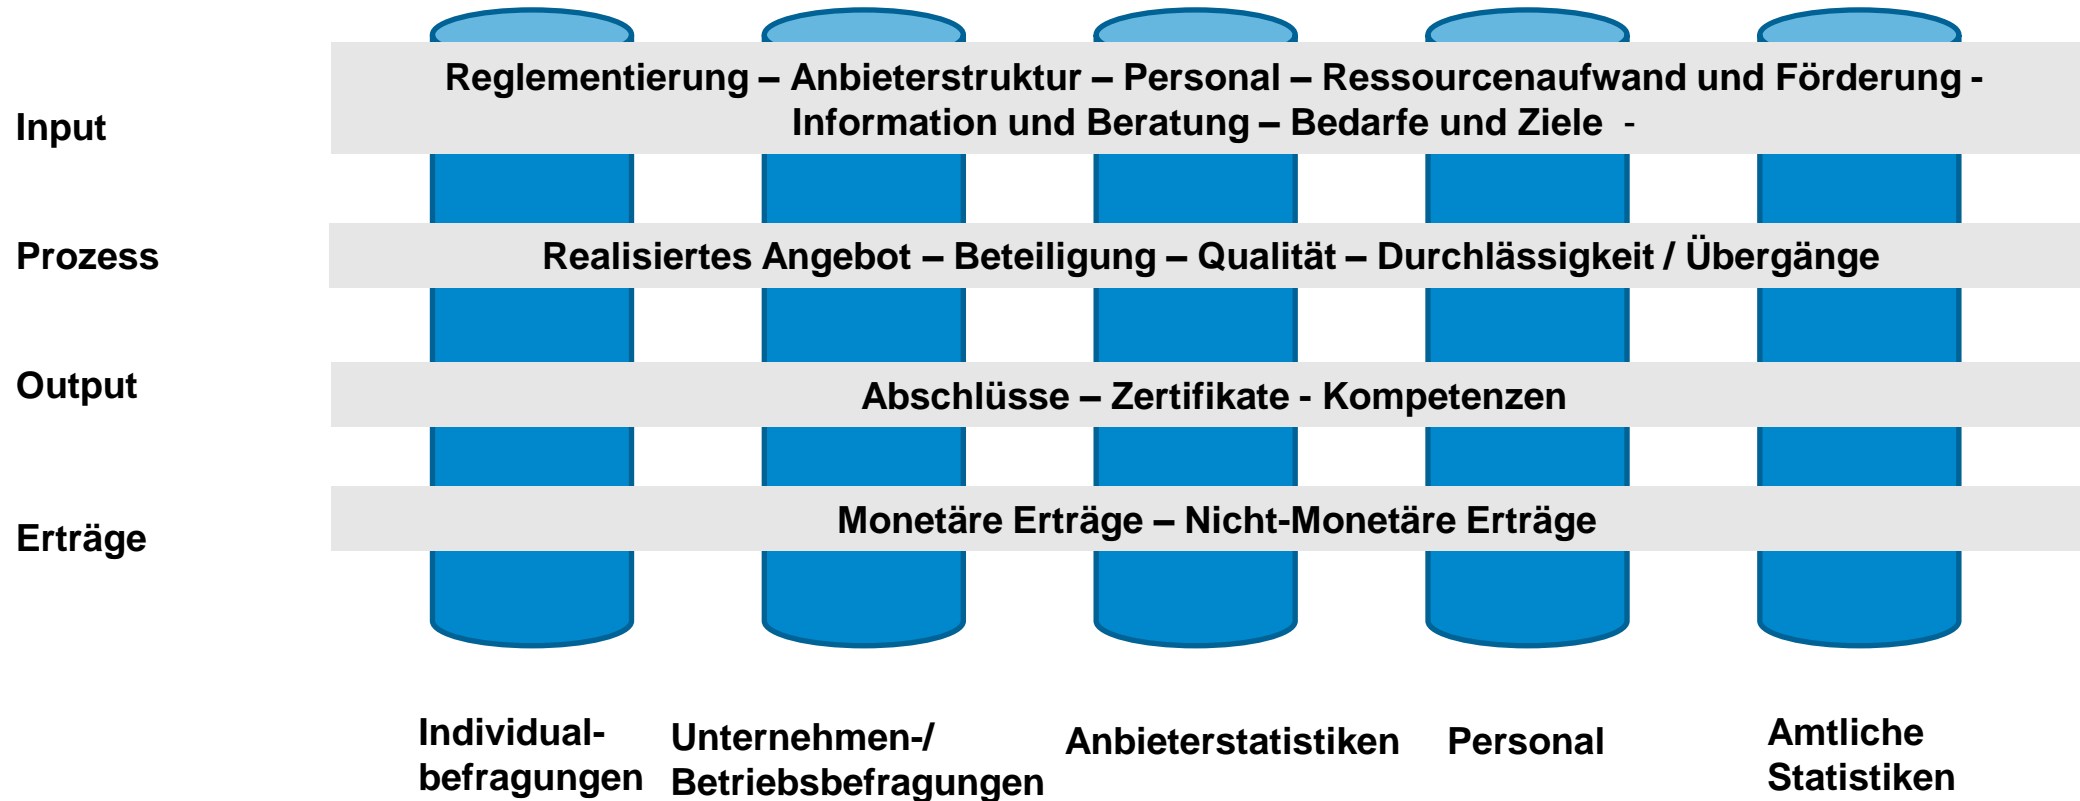 Reglementierung – Anbieterstruktur – Personal – Ressourcenaufwand und Förderung -
Information und Beratung – Bedarfe und Ziele -
Input
Realisiertes Angebot – Beteiligung – Qualität – Durchlässigkeit / Übergänge
Prozess
Abschlüsse – Zertifikate - Kompetenzen
Output
Monetäre Erträge – Nicht-Monetäre Erträge
Erträge
Individual-
befragungen
Unternehmen-/
Betriebsbefragungen
Anbieterstatistiken
Personal
Amtliche
Statistiken